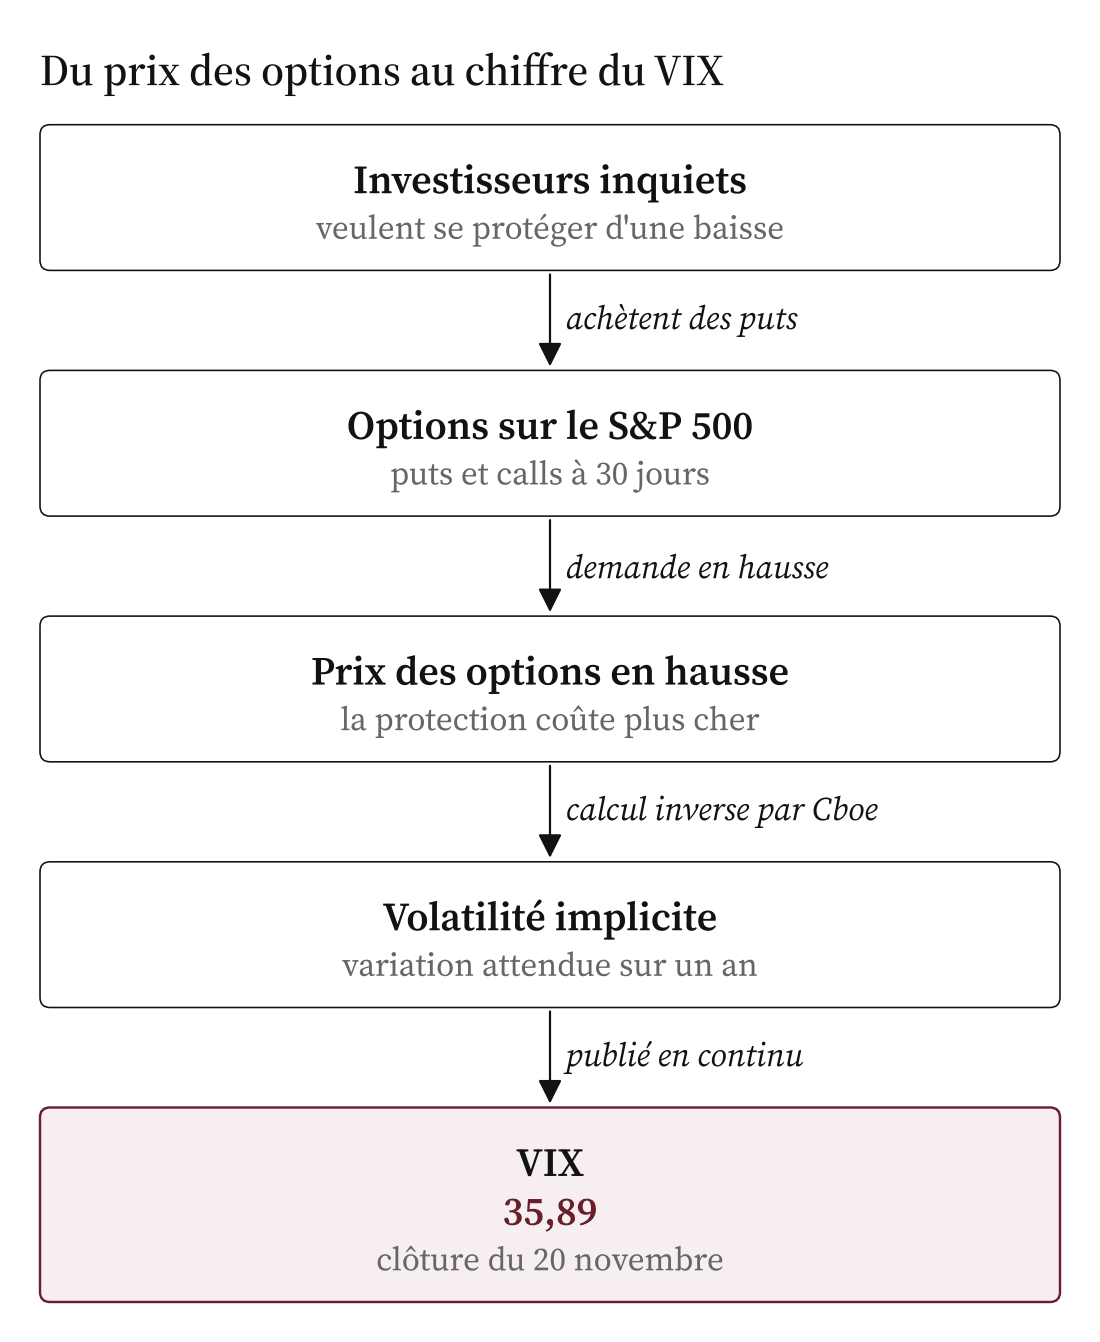 Du prix des options au chiffre du VIX
Investisseurs inquiets
veulent se protéger d'une baisse
achètent des puts
Options sur le S&P 500
puts et calls à 30 jours
demande en hausse
Prix des options en hausse
la protection coûte plus cher
calcul inverse par Cboe
Volatilité implicite
variation attendue sur un an
publié en continu
VIX
35,89
clôture du 20 novembre